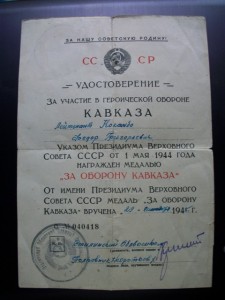 ЗА НАШУ СОВЕТСКУЮ РОДИНУ!
СС СР
УДОСТОВЕРЕНИЕ
ЗА УЧАСТИЕ В ГЕРОИЧЕСКОЙ ОБОРОНЕ
КАВКАЗА
Лейтенант
Григорьевич
УКАЗОМ ПРЕЗИДИУМА ВЕРХОВНОГО
СОВЕТА СССР ОТ 1 МАЯ 1944 ГОДА
НАГРАЖДЕН МЕДАЛЬЮ
"ЗА ОБОРОНУ КАВКАЗА"
ОТ ИМЕНИ ПРЕЗИДИУМА ВЕРХОВНОГО
СОВЕТА СССР МЕДАЛЬ „ЗА ОБОРОНУ
КАВКАЗА" ВРУЧЕНА
№ 040418